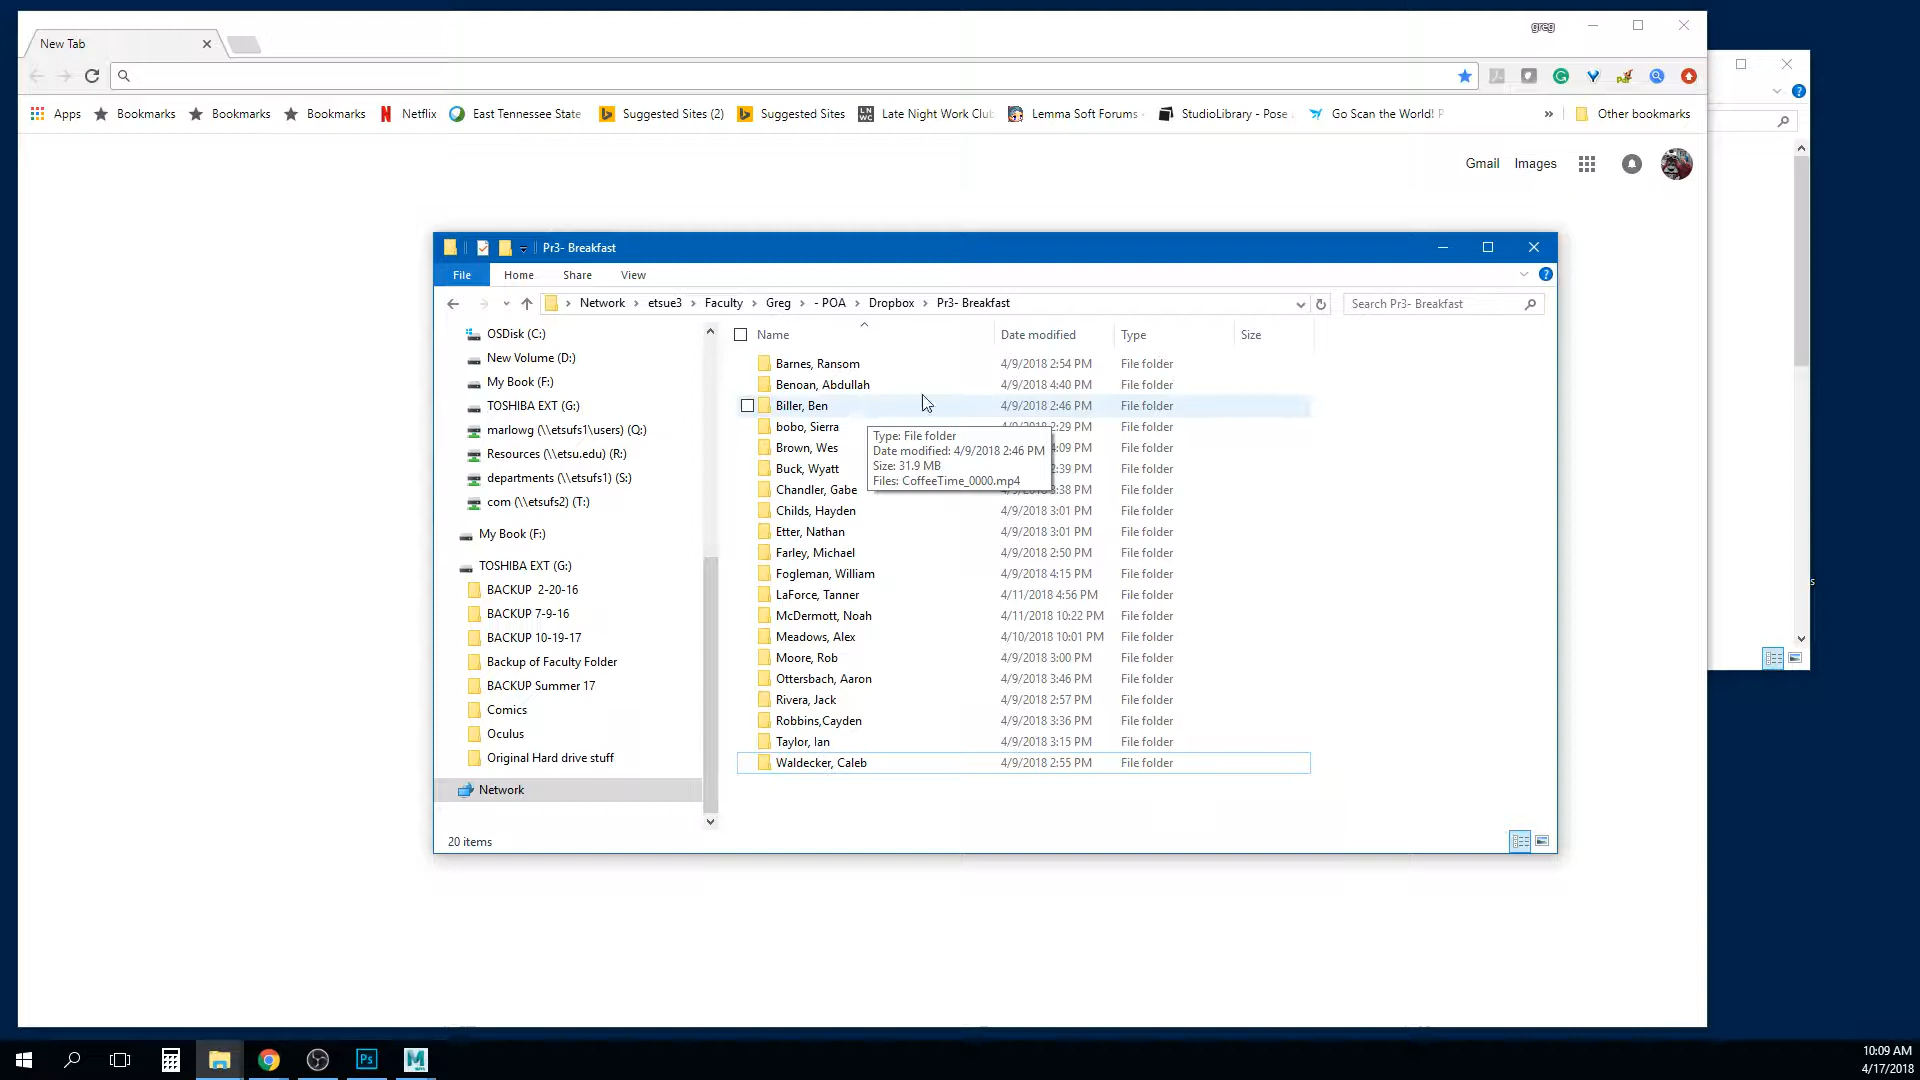 greg
New Tab
Apps Bookmarks Bookmarks Bookmarks Netflix East Tennessee State Suggested Sites (2) Suggested Sites Late Night Work Club Lemma Soft Forums StudioLibrary - Pose Go Scan the World! P » Other bookmarks
Gmail Images
Pr3- Breakfast
File Home Share View
Network › etsue3 › Faculty › Greg › - POA › Dropbox › Pr3- Breakfast
Search Pr3- Breakfast
OSDisk (C:)
New Volume (D:)
My Book (F:)
TOSHIBA EXT (G:)
marlowg (\\etsufs1\users) (Q:)
Resources (\\etsu.edu) (R:)
departments (\\etsufs1) (S:)
com (\\etsufs2) (T:)
My Book (F:)
TOSHIBA EXT (G:)
BACKUP 2-20-16
BACKUP 7-9-16
BACKUP 10-19-17
Backup of Faculty Folder
BACKUP Summer 17
Comics
Oculus
Original Hard drive stuff
Network
Name Date modified Type Size
Barnes, Ransom 4/9/2018 2:54 PM File folder
Benoan, Abdullah 4/9/2018 4:40 PM File folder
Biller, Ben 4/9/2018 2:46 PM File folder
bobo, Sierra 2:29 PM File folder
Brown, Wes 4:09 PM File folder
Buck, Wyatt 2:39 PM File folder
Chandler, Gabe 3:38 PM File folder
Type: File folder
Date modified: 4/9/2018 2:46 PM
Size: 31.9 MB
Files: CoffeeTime_0000.mp4
Childs, Hayden 4/9/2018 3:01 PM File folder
Etter, Nathan 4/9/2018 3:01 PM File folder
Farley, Michael 4/9/2018 2:50 PM File folder
Fogleman, William 4/9/2018 4:15 PM File folder
LaForce, Tanner 4/11/2018 4:56 PM File folder
McDermott, Noah 4/11/2018 10:22 PM File folder
Meadows, Alex 4/10/2018 10:01 PM File folder
Moore, Rob 4/9/2018 3:00 PM File folder
Ottersbach, Aaron 4/9/2018 3:46 PM File folder
Rivera, Jack 4/9/2018 2:57 PM File folder
Robbins,Cayden 4/9/2018 3:36 PM File folder
Taylor, Ian 4/9/2018 3:15 PM File folder
Waldecker, Caleb 4/9/2018 2:55 PM File folder
20 items
Ps
10:09 AM
4/17/2018